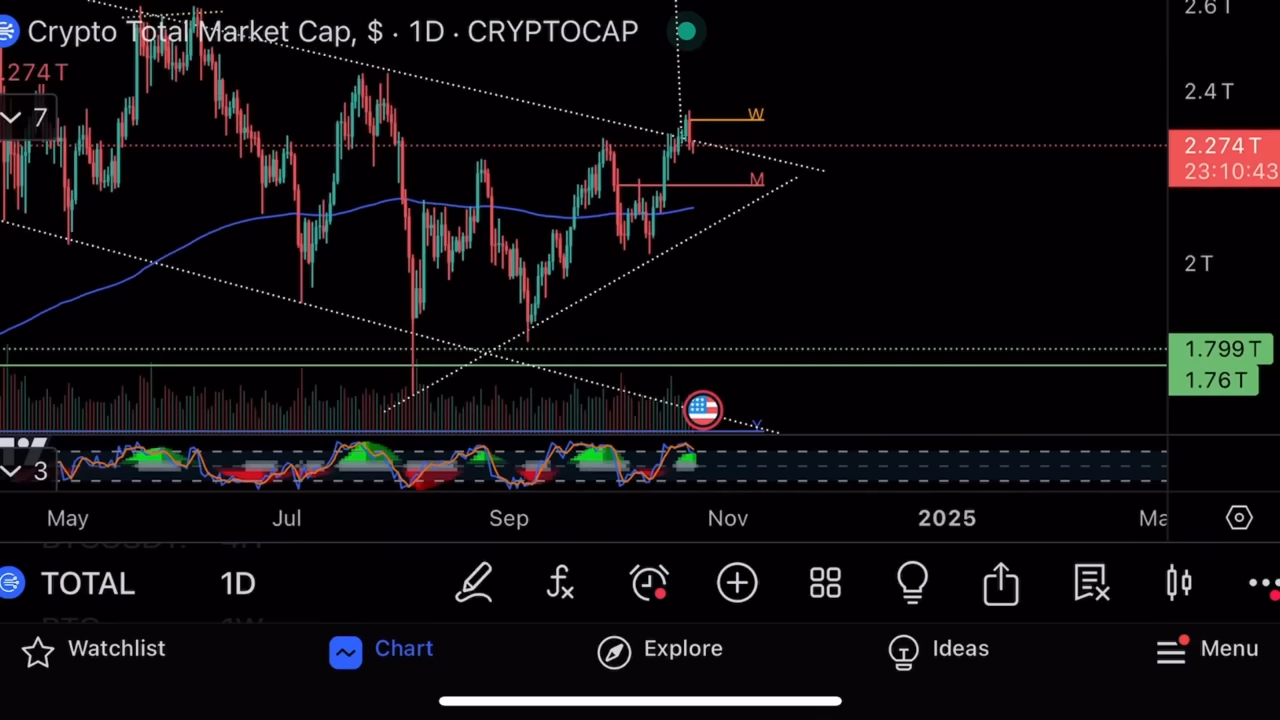 2.6 T
Crypto Total Market Cap, $ · 1D · CRYPTOCAP
.274 T
2.4 T
7
W
2.274 T
23:10:43
M
2 T
1.799 T
1.76 T
Y
3
May Jul Sep Nov 2025 Ma
TOTAL 1D
Watchlist Chart Explore Ideas Menu